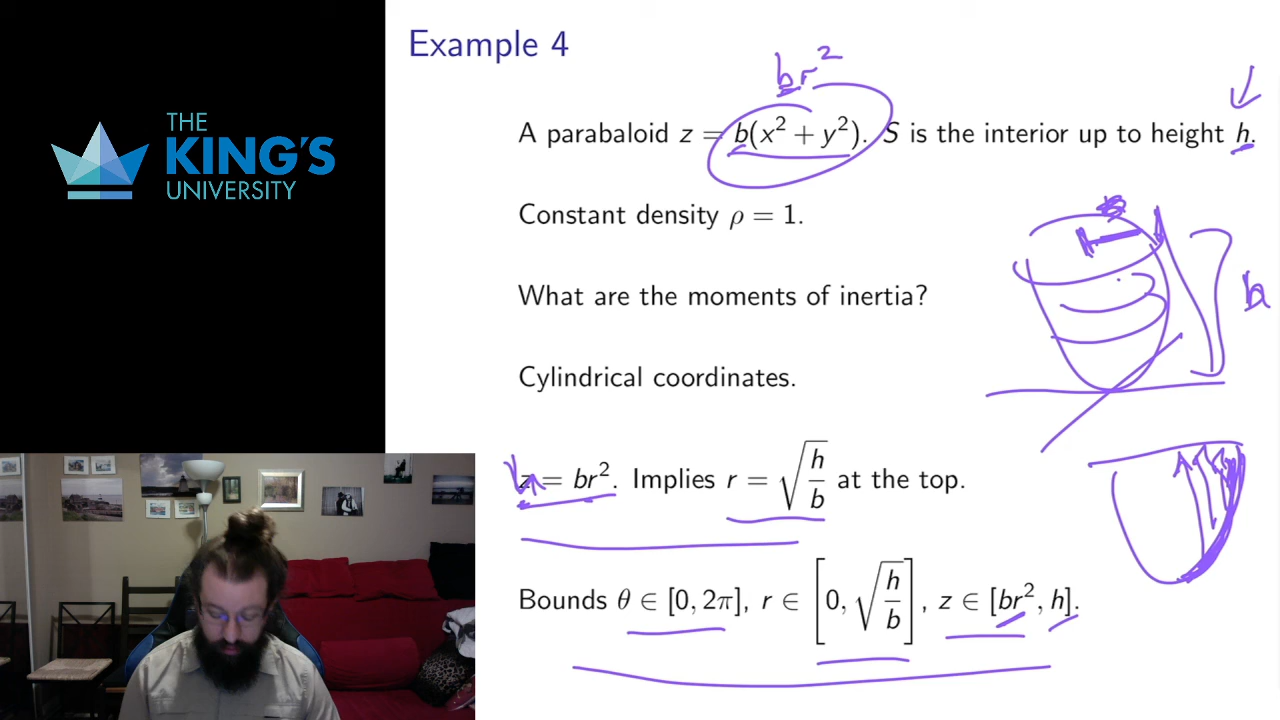 THE
KING'S
UNIVERSITY
Example 4
br²
A parabaloid z = b(x² + y²). S is the interior up to height h.
Constant density ρ = 1.
What are the moments of inertia?
h
Cylindrical coordinates.
h
z = br². Implies r = √(h/b) at the top.
Bounds θ ∈ [0, 2π], r ∈ [0, √(h/b)], z ∈ [br², h].